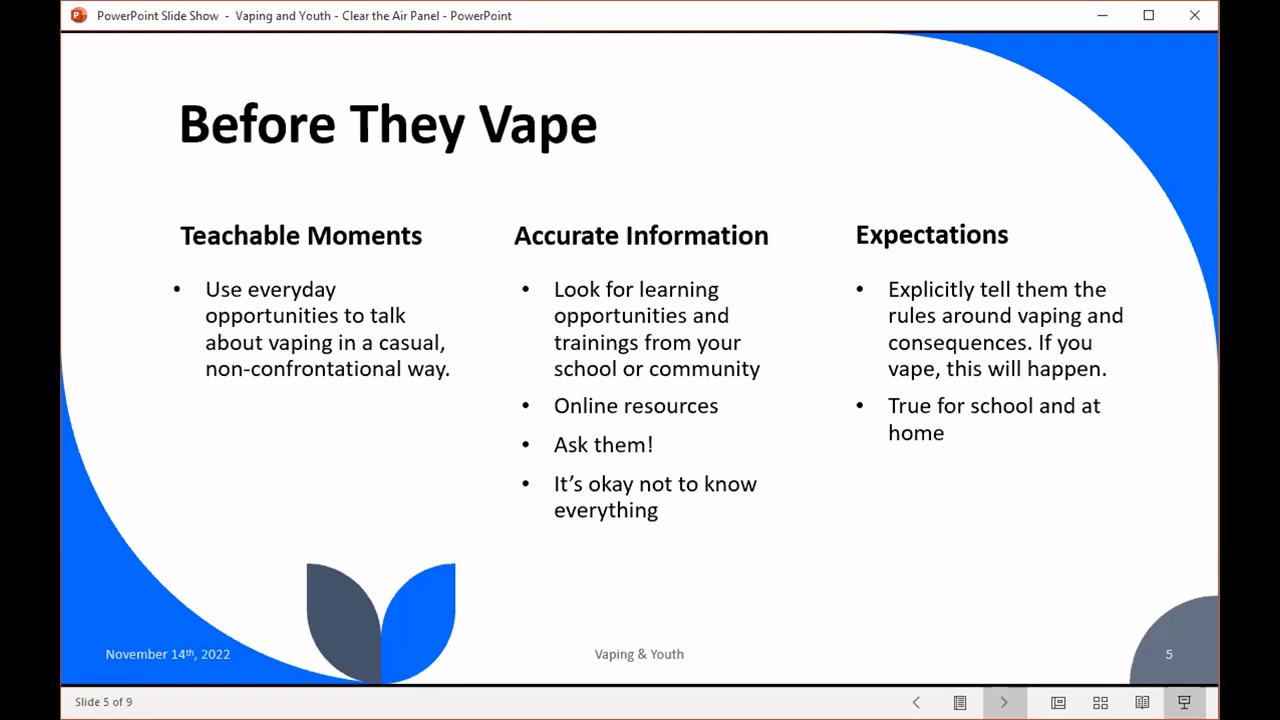 PowerPoint Slide Show - Vaping and Youth - Clear the Air Panel - PowerPoint
Before They Vape
Teachable Moments
• Use everyday
opportunities to talk
about vaping in a casual,
non-confrontational way.
Accurate Information
• Look for learning
opportunities and
trainings from your
school or community
• Online resources
• Ask them!
• It's okay not to know
everything
Expectations
• Explicitly tell them the
rules around vaping and
consequences. If you
vape, this will happen.
• True for school and at
home
November 14th, 2022
Vaping & Youth
5
Slide 5 of 9